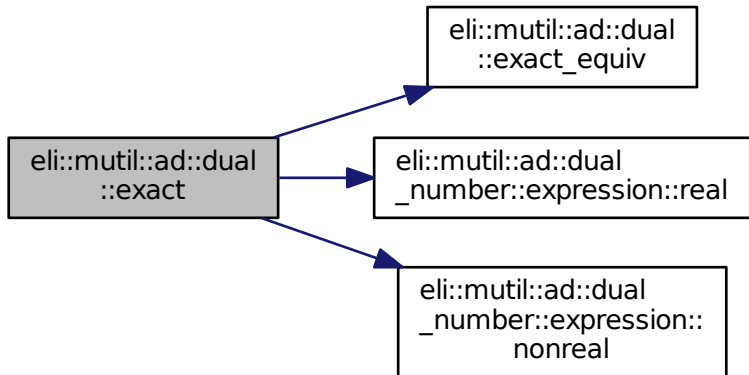 eli::mutil::ad::dual
::exact_equiv
eli::mutil::ad::dual
::exact
eli::mutil::ad::dual
_number::expression::real
eli::mutil::ad::dual
_number::expression::
nonreal